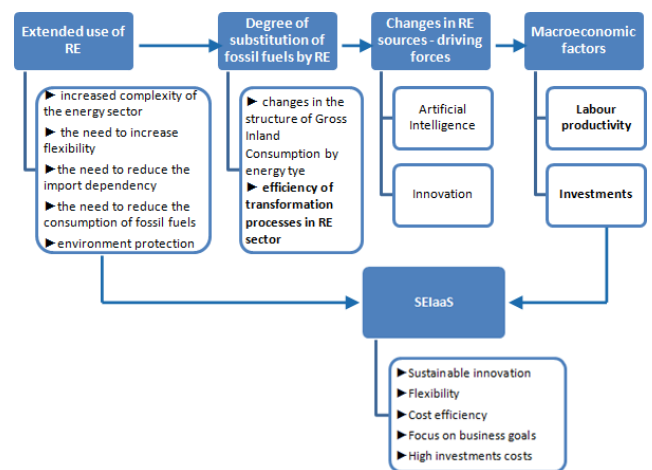 Extended use of
RE
Degree of
substitution of
fossil fuels by RE
Changes in RE
sources - driving
forces
Macroeconomic
factors
► increased complexity of
the energy sector
► the need to increase
flexibility
► the need to reduce the
import dependency
► the need to reduce the
consumption of fossil fuels
► environment protection
► changes in the
structure of Gross
Inland
Consumption by
energy tye
► efficiency of
transformation
processes in RE
sector
Artificial
Intelligence
Innovation
Labour
productivity
Investments
SEIaaS
► Sustainable innovation
► Flexibility
► Cost efficiency
► Focus on business goals
► High investments costs